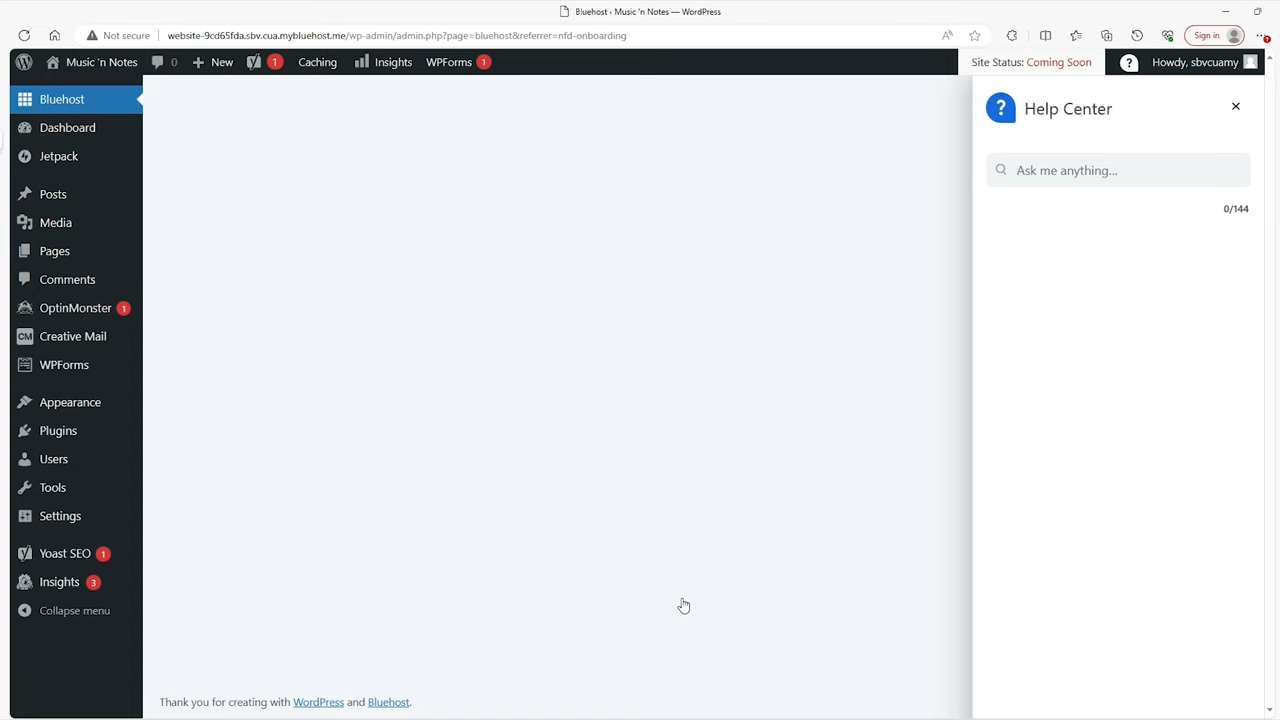 Bluehost ‹ Music 'n Notes — WordPress
Not secure
website-9cd65fda.sbv.cua.mybluehost.me/wp-admin/admin.php?page=bluehost&referrer=nfd-onboarding
Sign in
Music 'n Notes
0
New
1
Caching
Insights
WPForms
1
Site Status: Coming Soon
?
Howdy, sbvcuamy
Bluehost
Dashboard
Jetpack
Posts
Media
Pages
Comments
OptinMonster
1
CM
Creative Mail
WPForms
Appearance
Plugins
Users
Tools
Settings
Yoast SEO
1
Insights
3
Collapse menu
?
Help Center
Ask me anything...
0/144
Thank you for creating with WordPress and Bluehost.